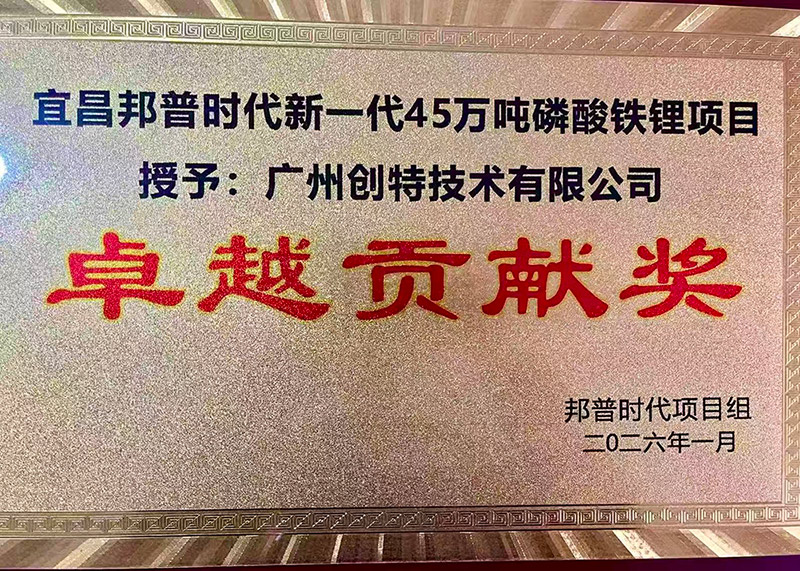 宜昌邦普时代新一代45万吨磷酸铁锂项目
授予：广州创特技术有限公司
卓越贡献奖
邦普时代项目组
二0二六年一月